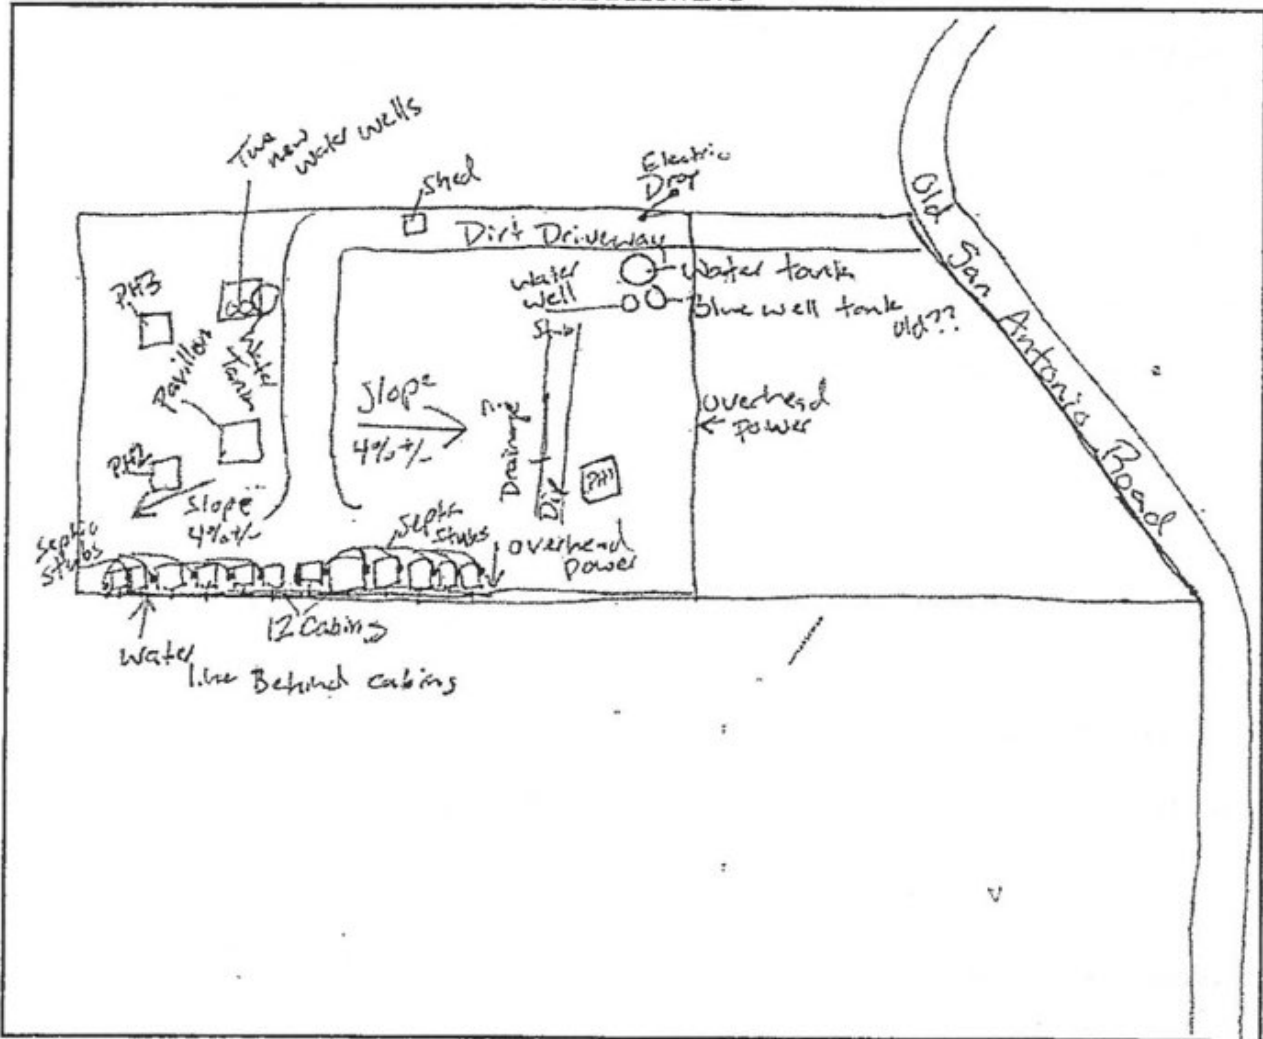 Two
new
water wells
shed
Electric
Drop
Old San Antonio Road
Dirt Driveway
Water tank
water
well
Blue well tank
old??
PH3
Pavillon
Water
Tank
Stub
Slope
4% +/-
Drainage
overhead
power
PH2
PH1
Slope
4% +/-
Septic
stubs
Septic
stubs
overhead
power
12 Cabins
water
line Behind cabins